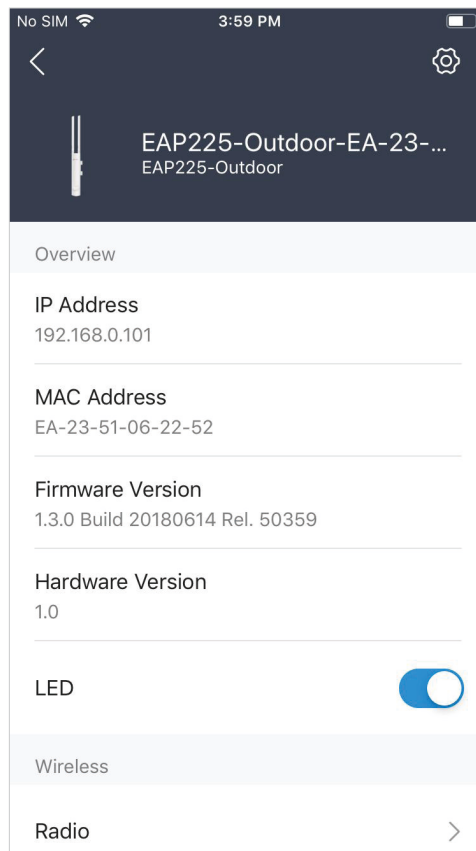 No SIM 3:59 PM
EAP225-Outdoor-EA-23-...
EAP225-Outdoor
Overview
IP Address
192.168.0.101
MAC Address
EA-23-51-06-22-52
Firmware Version
1.3.0 Build 20180614 Rel. 50359
Hardware Version
1.0
LED
Wireless
Radio